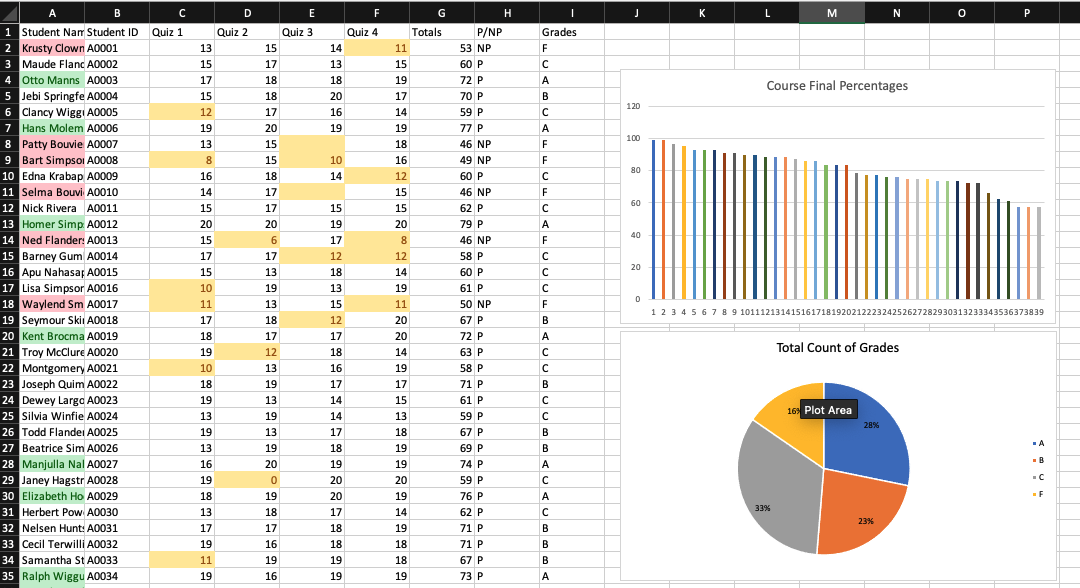 A B C D E F G H I J K L M N O P
1 Student Nam Student ID Quiz 1 Quiz 2 Quiz 3 Quiz 4 Totals P/NP Grades
2 Krusty Clown A0001 13 15 14 11 53 NP F
3 Maude Fland A0002 15 17 13 15 60 P C
4 Otto Manns A0003 17 18 18 19 72 P A
5 Jebi Springfe A0004 15 18 20 17 70 P B
6 Clancy Wiggu A0005 12 17 16 14 59 P C
7 Hans Molem A0006 19 20 19 19 77 P A
8 Patty Bouvie A0007 13 15 18 46 NP F
9 Bart Simpso A0008 8 15 10 16 49 NP F
10 Edna Krabap A0009 16 18 14 12 60 P C
11 Selma Bouvi A0010 14 17 15 46 NP F
12 Nick Rivera A0011 15 17 15 15 62 P C
13 Homer Simp A0012 20 20 19 20 79 P A
14 Ned Flanders A0013 15 6 17 8 46 NP F
15 Barney Gum A0014 17 17 12 12 58 P C
16 Apu Nahasap A0015 15 13 18 14 60 P C
17 Lisa Simpson A0016 10 19 13 19 61 P C
18 Waylend Sm A0017 11 13 15 11 50 NP F
19 Seymour Skin A0018 17 18 12 20 67 P B
20 Kent Brocma A0019 18 17 17 20 72 P A
21 Troy McClure A0020 19 12 18 14 63 P C
22 Montgomery A0021 10 13 16 19 58 P C
23 Joseph Quim A0022 18 19 17 17 71 P B
24 Dewey Largo A0023 19 13 14 15 61 P C
25 Silvia Winfie A0024 13 19 14 13 59 P C
26 Todd Flander A0025 19 13 17 18 67 P B
27 Beatrice Sim A0026 13 19 18 19 69 P B
28 Manjulla Nal A0027 16 20 19 19 74 P A
29 Janey Hagstr A0028 19 0 20 20 59 P C
30 Elizabeth Ho A0029 18 19 20 19 76 P A
31 Herbert Pow A0030 13 18 17 14 62 P C
32 Nelsen Hunt A0031 17 17 18 19 71 P B
33 Cecil Terwilli A0032 19 16 18 18 71 P B
34 Samantha St A0033 11 19 19 18 67 P B
35 Ralph Wiggu A0034 19 16 19 19 73 P A
Course Final Percentages
120
100
80
60
40
20
0
1 2 3 4 5 6 7 8 9 101112131415161718192021222324252627282930313233343536373839
Total Count of Grades
16% Plot Area
28%
33%
23%
A
B
C
F